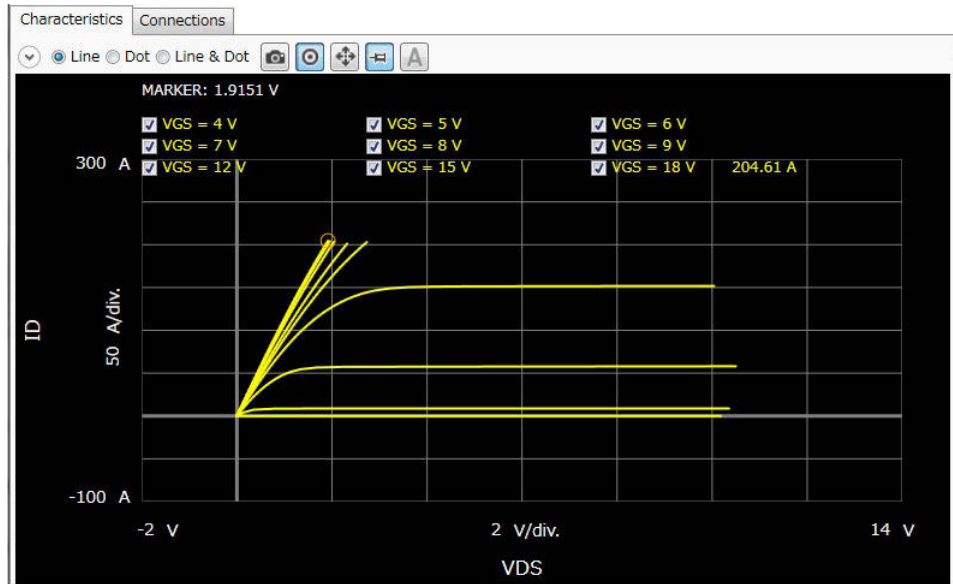 Characteristics Connections
Line Dot Line & Dot A
MARKER: 1.9151 V
VGS = 4 V VGS = 5 V VGS = 6 V
VGS = 7 V VGS = 8 V VGS = 9 V
300 A VGS = 12 V VGS = 15 V VGS = 18 V 204.61 A
ID
50 A/div.
-100 A
-2 V 2 V/div. 14 V
VDS